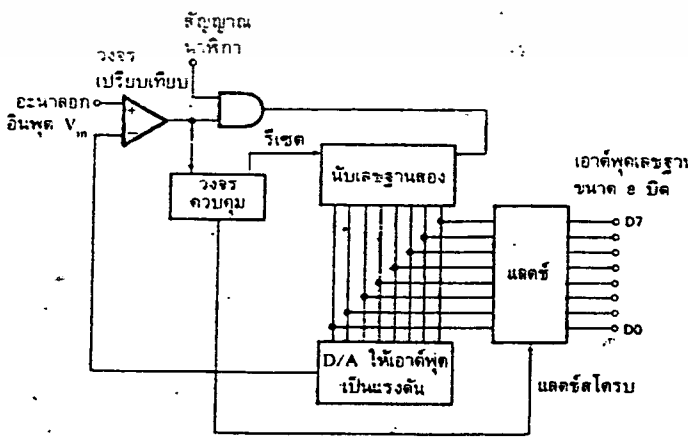 สัญญาณ
นาฬิกา
วงจร
เปรียบเทียบ
อะนาลอก
อินพุต V_in
+
−
รีเซต
วงจร
ควบคุม
นับเลขฐานสอง
เอาต์พุตเลขฐาน
ขนาด 8 บิต
D7
แลตช์
D0
D/A ให้เอาต์พุต
เป็นแรงดัน
แลตช์สโตรบ